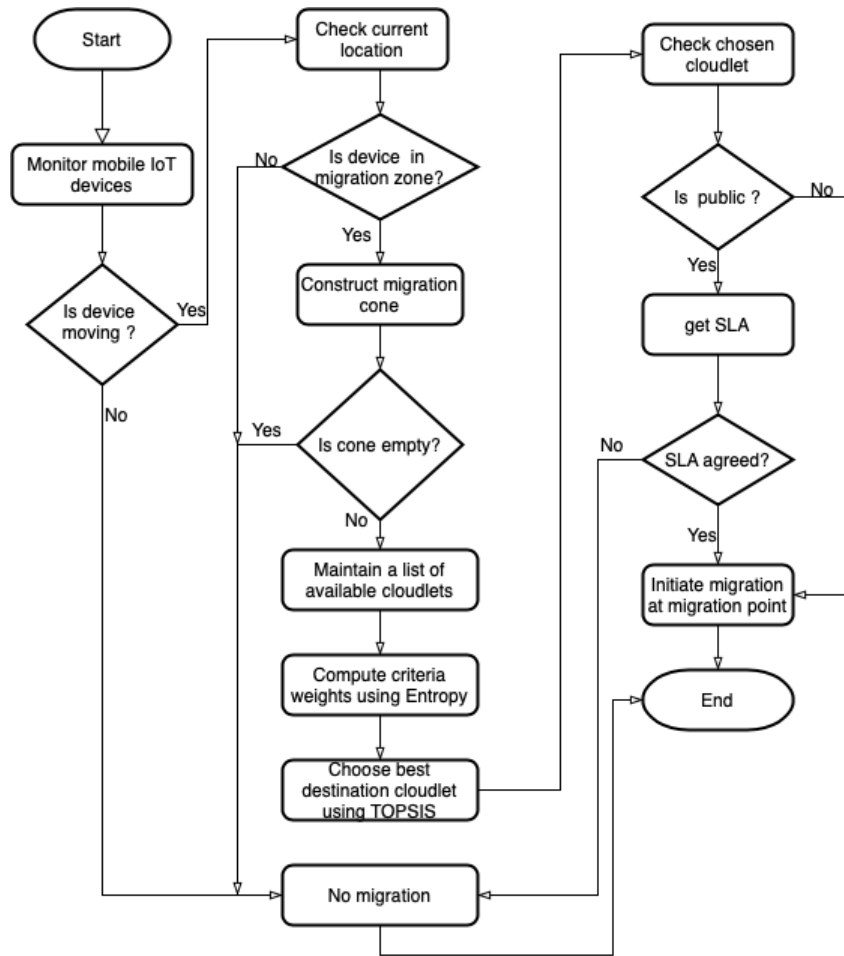 Start
Monitor mobile IoT
devices
Is device
moving ?
Yes
No
Check current
location
Is device in
migration zone?
No
Yes
Construct migration
cone
Is cone empty?
Yes
No
Maintain a list of
available cloudlets
Compute criteria
weights using Entropy
Choose best
destination cloudlet
using TOPSIS
No migration
Check chosen
cloudlet
Is public ?
No
Yes
get SLA
SLA agreed?
No
Yes
Initiate migration
at migration point
End